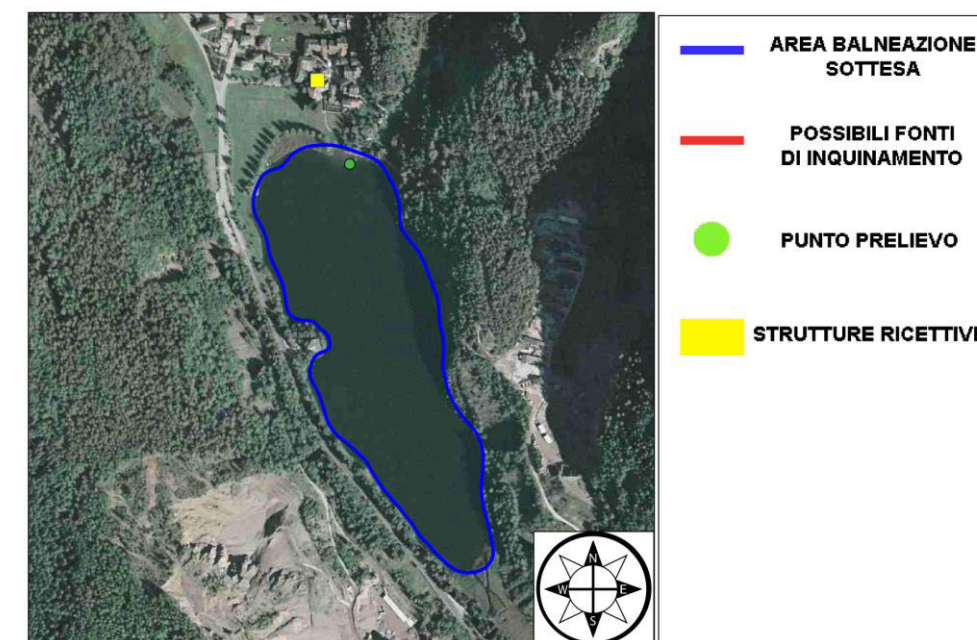 AREA BALNEAZIONE
SOTTESA
POSSIBILI FONTI
DI INQUINAMENTO
PUNTO PRELIEVO
STRUTTURE RICETTIVE
N
W E
S